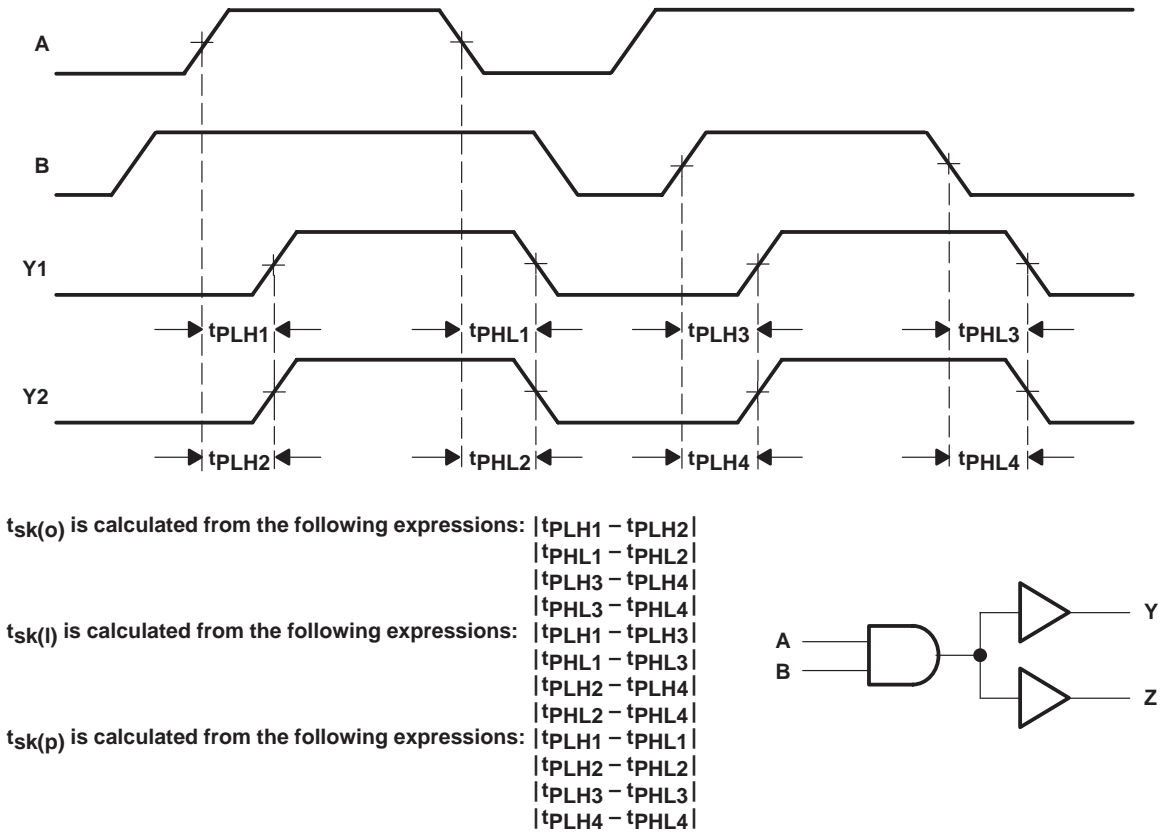 A
B
Y1
tPLH1 tPHL1 tPLH3 tPHL3
Y2
tPLH2 tPHL2 tPLH4 tPHL4
tsk(o) is calculated from the following expressions: |tPLH1 – tPLH2|
|tPHL1 – tPHL2|
|tPLH3 – tPLH4|
|tPHL3 – tPHL4|
tsk(l) is calculated from the following expressions: |tPLH1 – tPLH3|
|tPHL1 – tPHL3|
|tPLH2 – tPLH4|
|tPHL2 – tPHL4|
tsk(p) is calculated from the following expressions: |tPLH1 – tPHL1|
|tPLH2 – tPHL2|
|tPLH3 – tPHL3|
|tPLH4 – tPHL4|
A
B
Y
Z